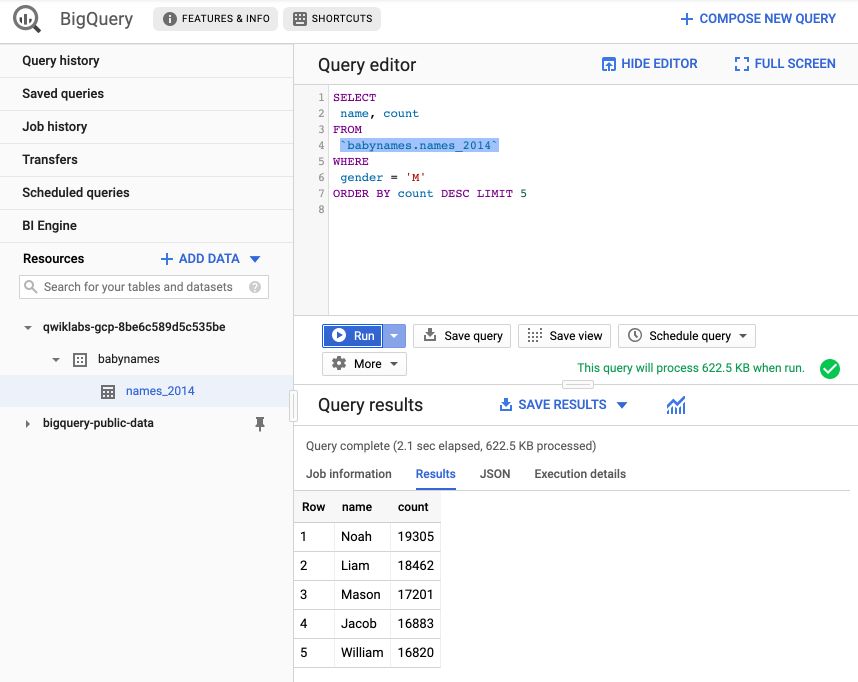 BigQuery
FEATURES & INFO
SHORTCUTS
COMPOSE NEW QUERY
Query history
Saved queries
Job history
Transfers
Scheduled queries
BI Engine
Resources
ADD DATA
Search for your tables and datasets
?
qwiklabs-gcp-8be6c589d5c535be
babynames
names_2014
bigquery-public-data
Query editor
HIDE EDITOR
FULL SCREEN
1 SELECT
2 name, count
3 FROM
4 `babynames.names_2014`
5 WHERE
6 gender = 'M'
7 ORDER BY count DESC LIMIT 5
8
Run
Save query
Save view
Schedule query
More
This query will process 622.5 KB when run.
Query results
SAVE RESULTS
Query complete (2.1 sec elapsed, 622.5 KB processed)
Job information Results JSON Execution details
Row name count
1 Noah 19305
2 Liam 18462
3 Mason 17201
4 Jacob 16883
5 William 16820